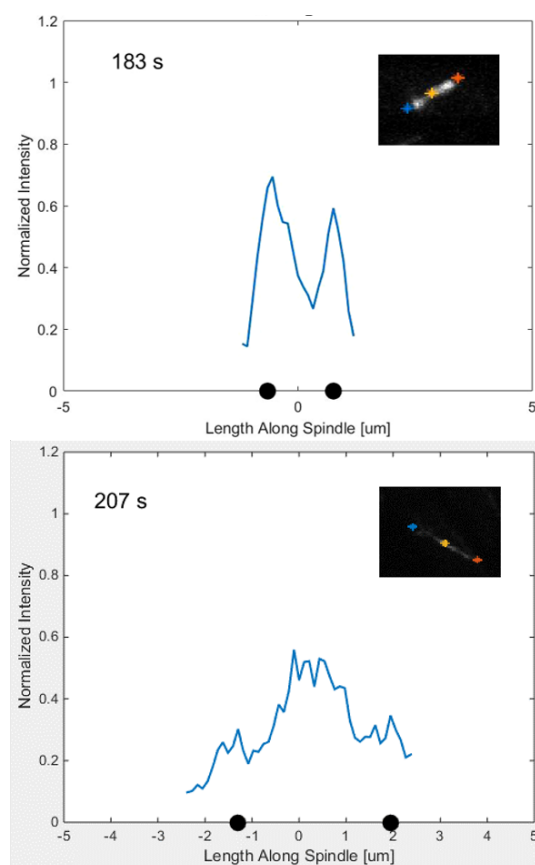 183 s
1.2
1
0.8
0.6
0.4
0.2
0
Normalized Intensity
-5 0 5
Length Along Spindle [um]
207 s
1.2
1
0.8
0.6
0.4
0.2
0
Normalized Intensity
-5 -4 -3 -2 -1 0 1 2 3 4 5
Length Along Spindle [um]